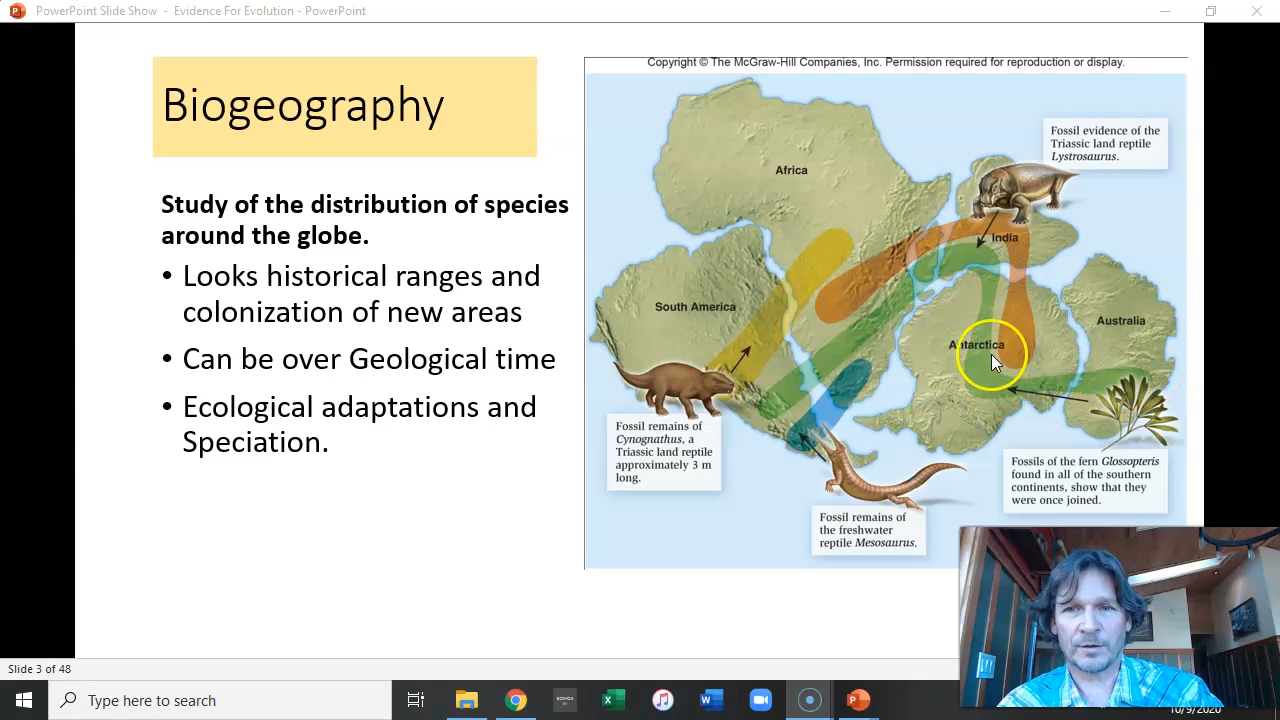 PowerPoint Slide Show - Evidence For Evolution - PowerPoint
Copyright © The McGraw-Hill Companies, Inc. Permission required for reproduction or display.
Biogeography
Study of the distribution of species
around the globe.
• Looks historical ranges and
colonization of new areas
• Can be over Geological time
• Ecological adaptations and
Speciation.
Africa
Fossil evidence of the
Triassic land reptile
Lystrosaurus.
India
South America
Antarctica
Australia
Fossil remains of
Cynognathus, a
Triassic land reptile
approximately 3 m
long.
Fossil remains of
the freshwater
reptile Mesosaurus.
Fossils of the fern Glossopteris
found in all of the southern
continents, show that they
were once joined.
Slide 3 of 48
Type here to search
SONOS
10/9/2020